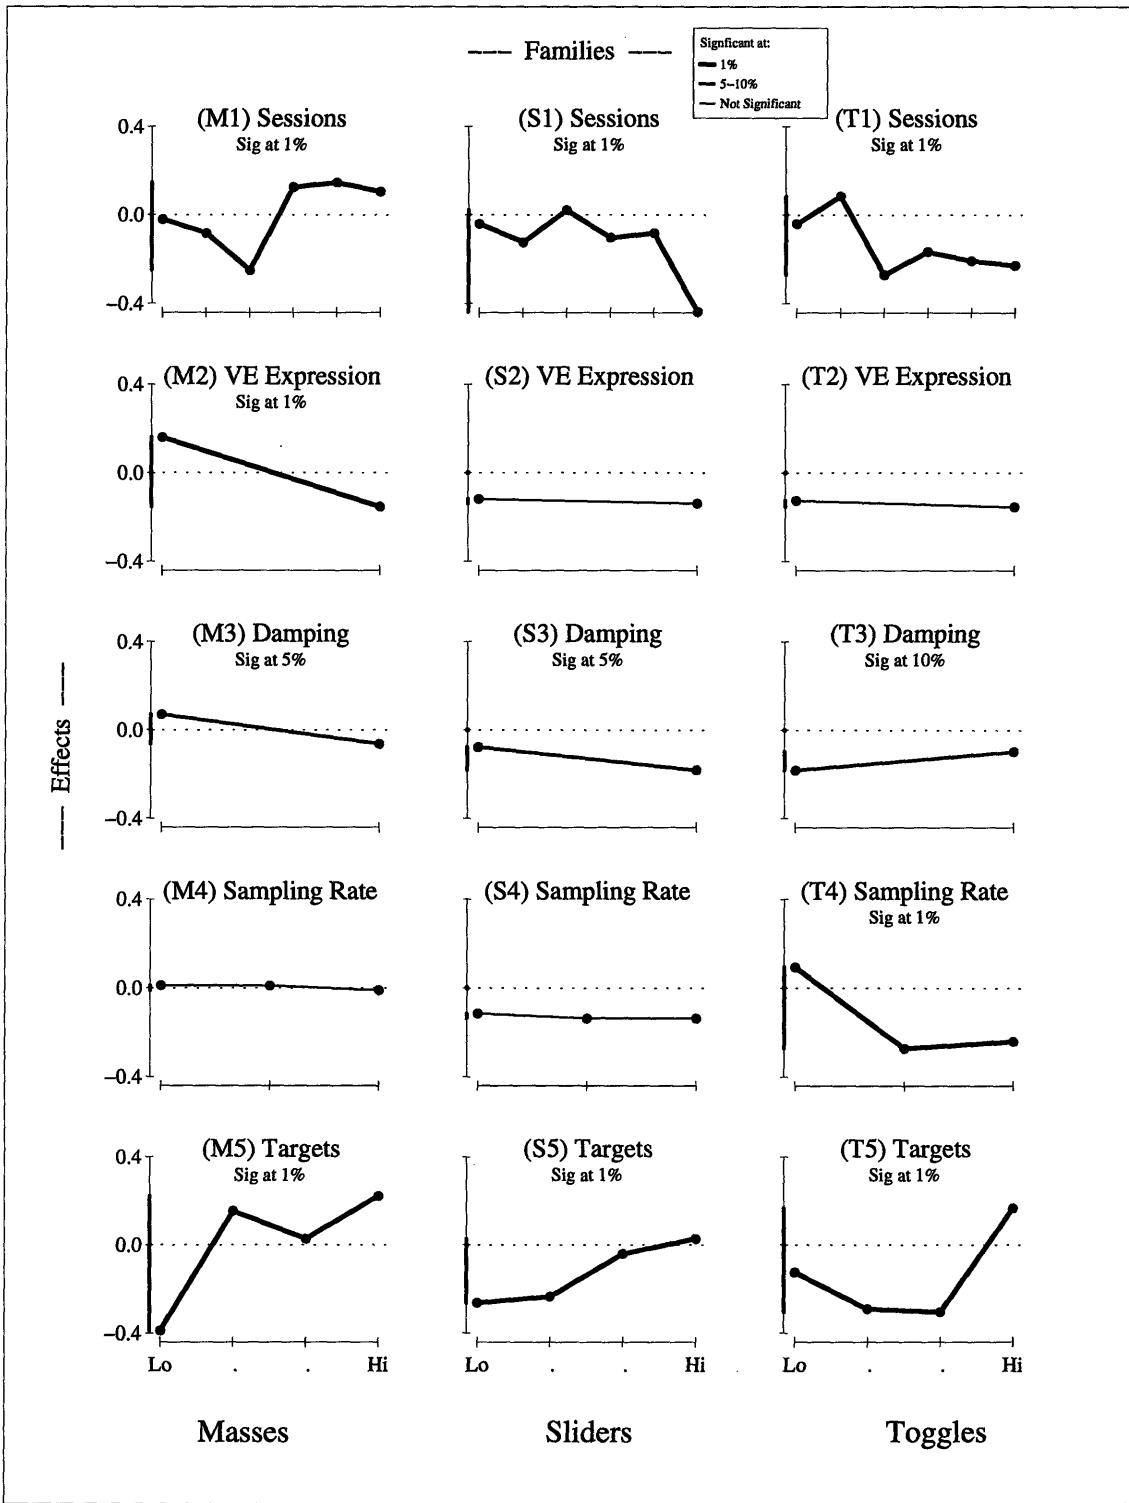 --- Families ---
Signficant at:
1%
5–10%
Not Significant
(M1) Sessions
Sig at 1%
(S1) Sessions
Sig at 1%
(T1) Sessions
Sig at 1%
0.4
0.0
–0.4
(M2) VE Expression
Sig at 1%
(S2) VE Expression
(T2) VE Expression
0.4
0.0
–0.4
(M3) Damping
Sig at 5%
(S3) Damping
Sig at 5%
(T3) Damping
Sig at 10%
0.4
0.0
–0.4
--- Effects ---
(M4) Sampling Rate
(S4) Sampling Rate
(T4) Sampling Rate
Sig at 1%
0.4
0.0
–0.4
(M5) Targets
Sig at 1%
(S5) Targets
Sig at 1%
(T5) Targets
Sig at 1%
0.4
0.0
–0.4
Lo . . Hi
Lo . . Hi
Lo . . Hi
Masses
Sliders
Toggles